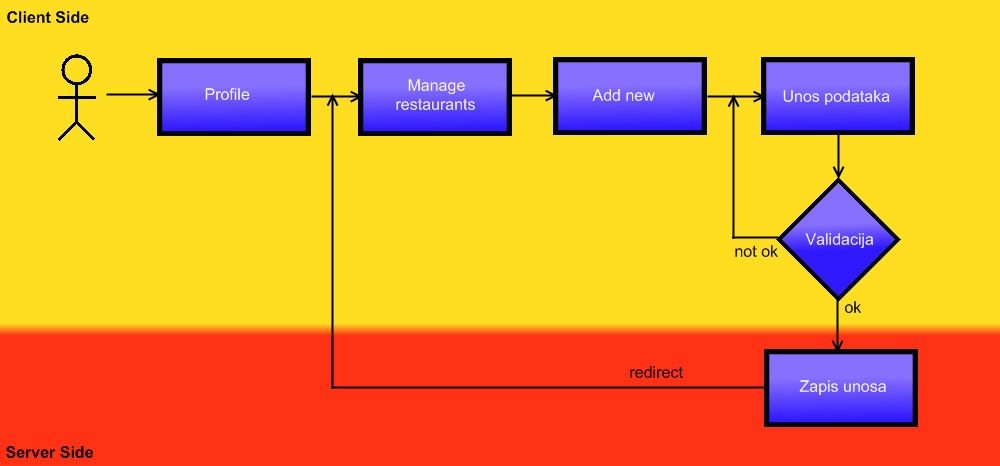 Client Side
Profile
Manage
restaurants
Add new
Unos podataka
Validacija
not ok
ok
redirect
Zapis unosa
Server Side